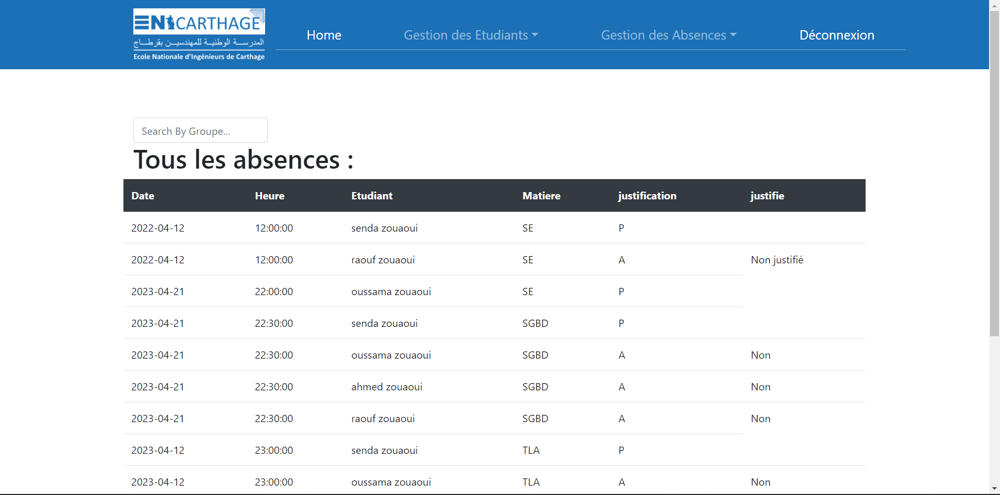 ENICARTHAGE
المدرسة الوطنية للمهندسين بقرطاج
Ecole Nationale d'Ingénieurs de Carthage
Home
Gestion des Etudiants
Gestion des Absences
Déconnexion
Search By Groupe...
Tous les absences :
Date Heure Etudiant Matiere justification justifie
2022-04-12 12:00:00 senda zouaoui SE P
2022-04-12 12:00:00 raouf zouaoui SE A Non justifié
2023-04-21 22:00:00 oussama zouaoui SE P
2023-04-21 22:30:00 senda zouaoui SGBD P
2023-04-21 22:30:00 oussama zouaoui SGBD A Non
2023-04-21 22:30:00 ahmed zouaoui SGBD A Non
2023-04-21 22:30:00 raouf zouaoui SGBD A Non
2023-04-12 23:00:00 senda zouaoui TLA P
2023-04-12 23:00:00 oussama zouaoui TLA A Non